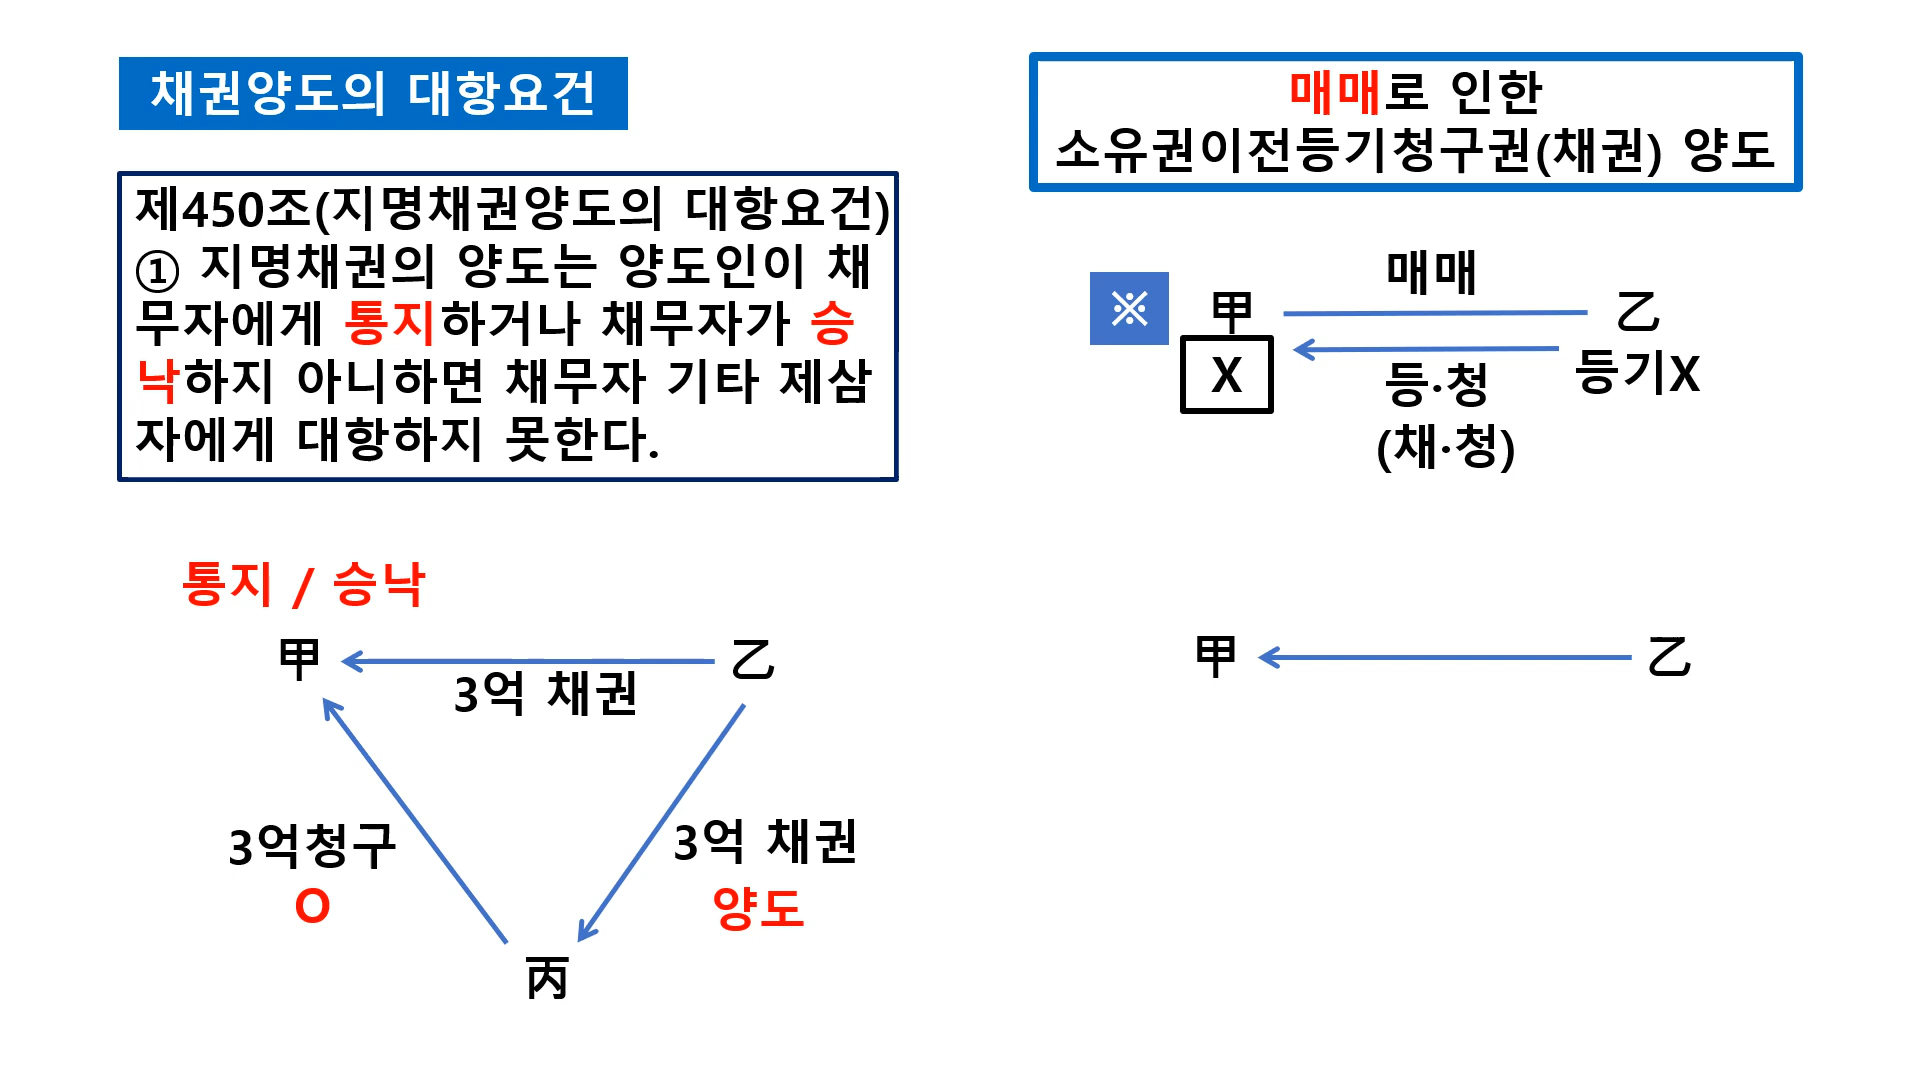 채권양도의 대항요건
제450조(지명채권양도의 대항요건)
① 지명채권의 양도는 양도인이 채
무자에게 통지하거나 채무자가 승
낙하지 아니하면 채무자 기타 제삼
자에게 대항하지 못한다.
통지 / 승낙
甲
乙
3억 채권
3억청구
O
3억 채권
양도
丙
매매로 인한
소유권이전등기청구권(채권) 양도
※
甲
매매
乙
X
등·청
(채·청)
등기X
甲
乙